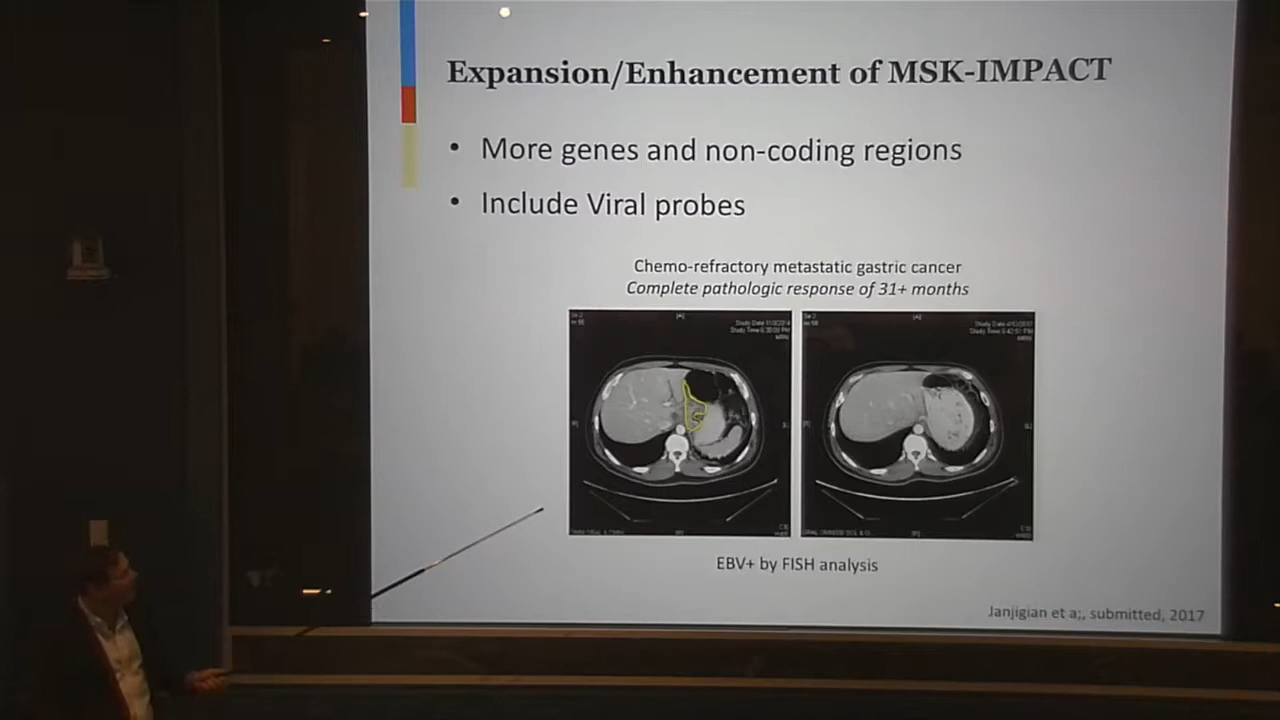 Expansion/Enhancement of MSK-IMPACT
• More genes and non-coding regions
• Include Viral probes
Chemo-refractory metastatic gastric cancer
Complete pathologic response of 31+ months
[A] [A]
EBV+ by FISH analysis
Janjigian et a;, submitted, 2017